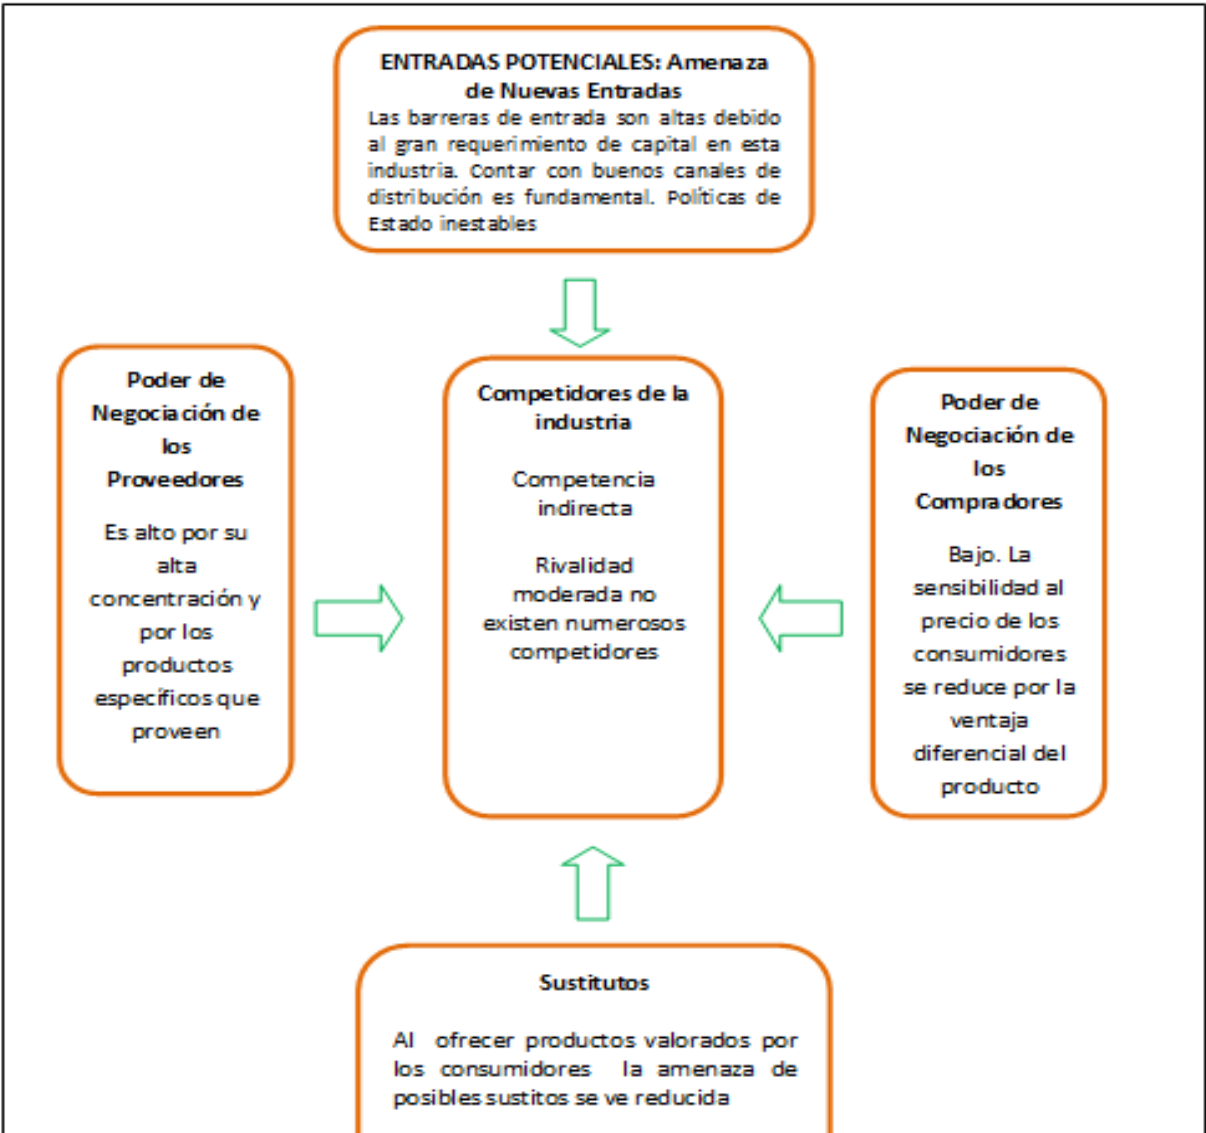 ENTRADAS POTENCIALES: Amenaza
de Nuevas Entradas
Las barreras de entrada son altas debido
al gran requerimiento de capital en esta
industria. Contar con buenos canales de
distribución es fundamental. Políticas de
Estado inestables
Poder de
Negociación de
los
Proveedores
Es alto por su
alta
concentración y
por los
productos
específicos que
proveen
Competidores de la
industria
Competencia
indirecta
Rivalidad
moderada no
existen numerosos
competidores
Poder de
Negociación de
los
Compradores
Bajo. La
sensibilidad al
precio de los
consumidores
se reduce por la
ventaja
diferencial del
producto
Sustitutos
Al ofrecer productos valorados por
los consumidores la amenaza de
posibles sustitos se ve reducida